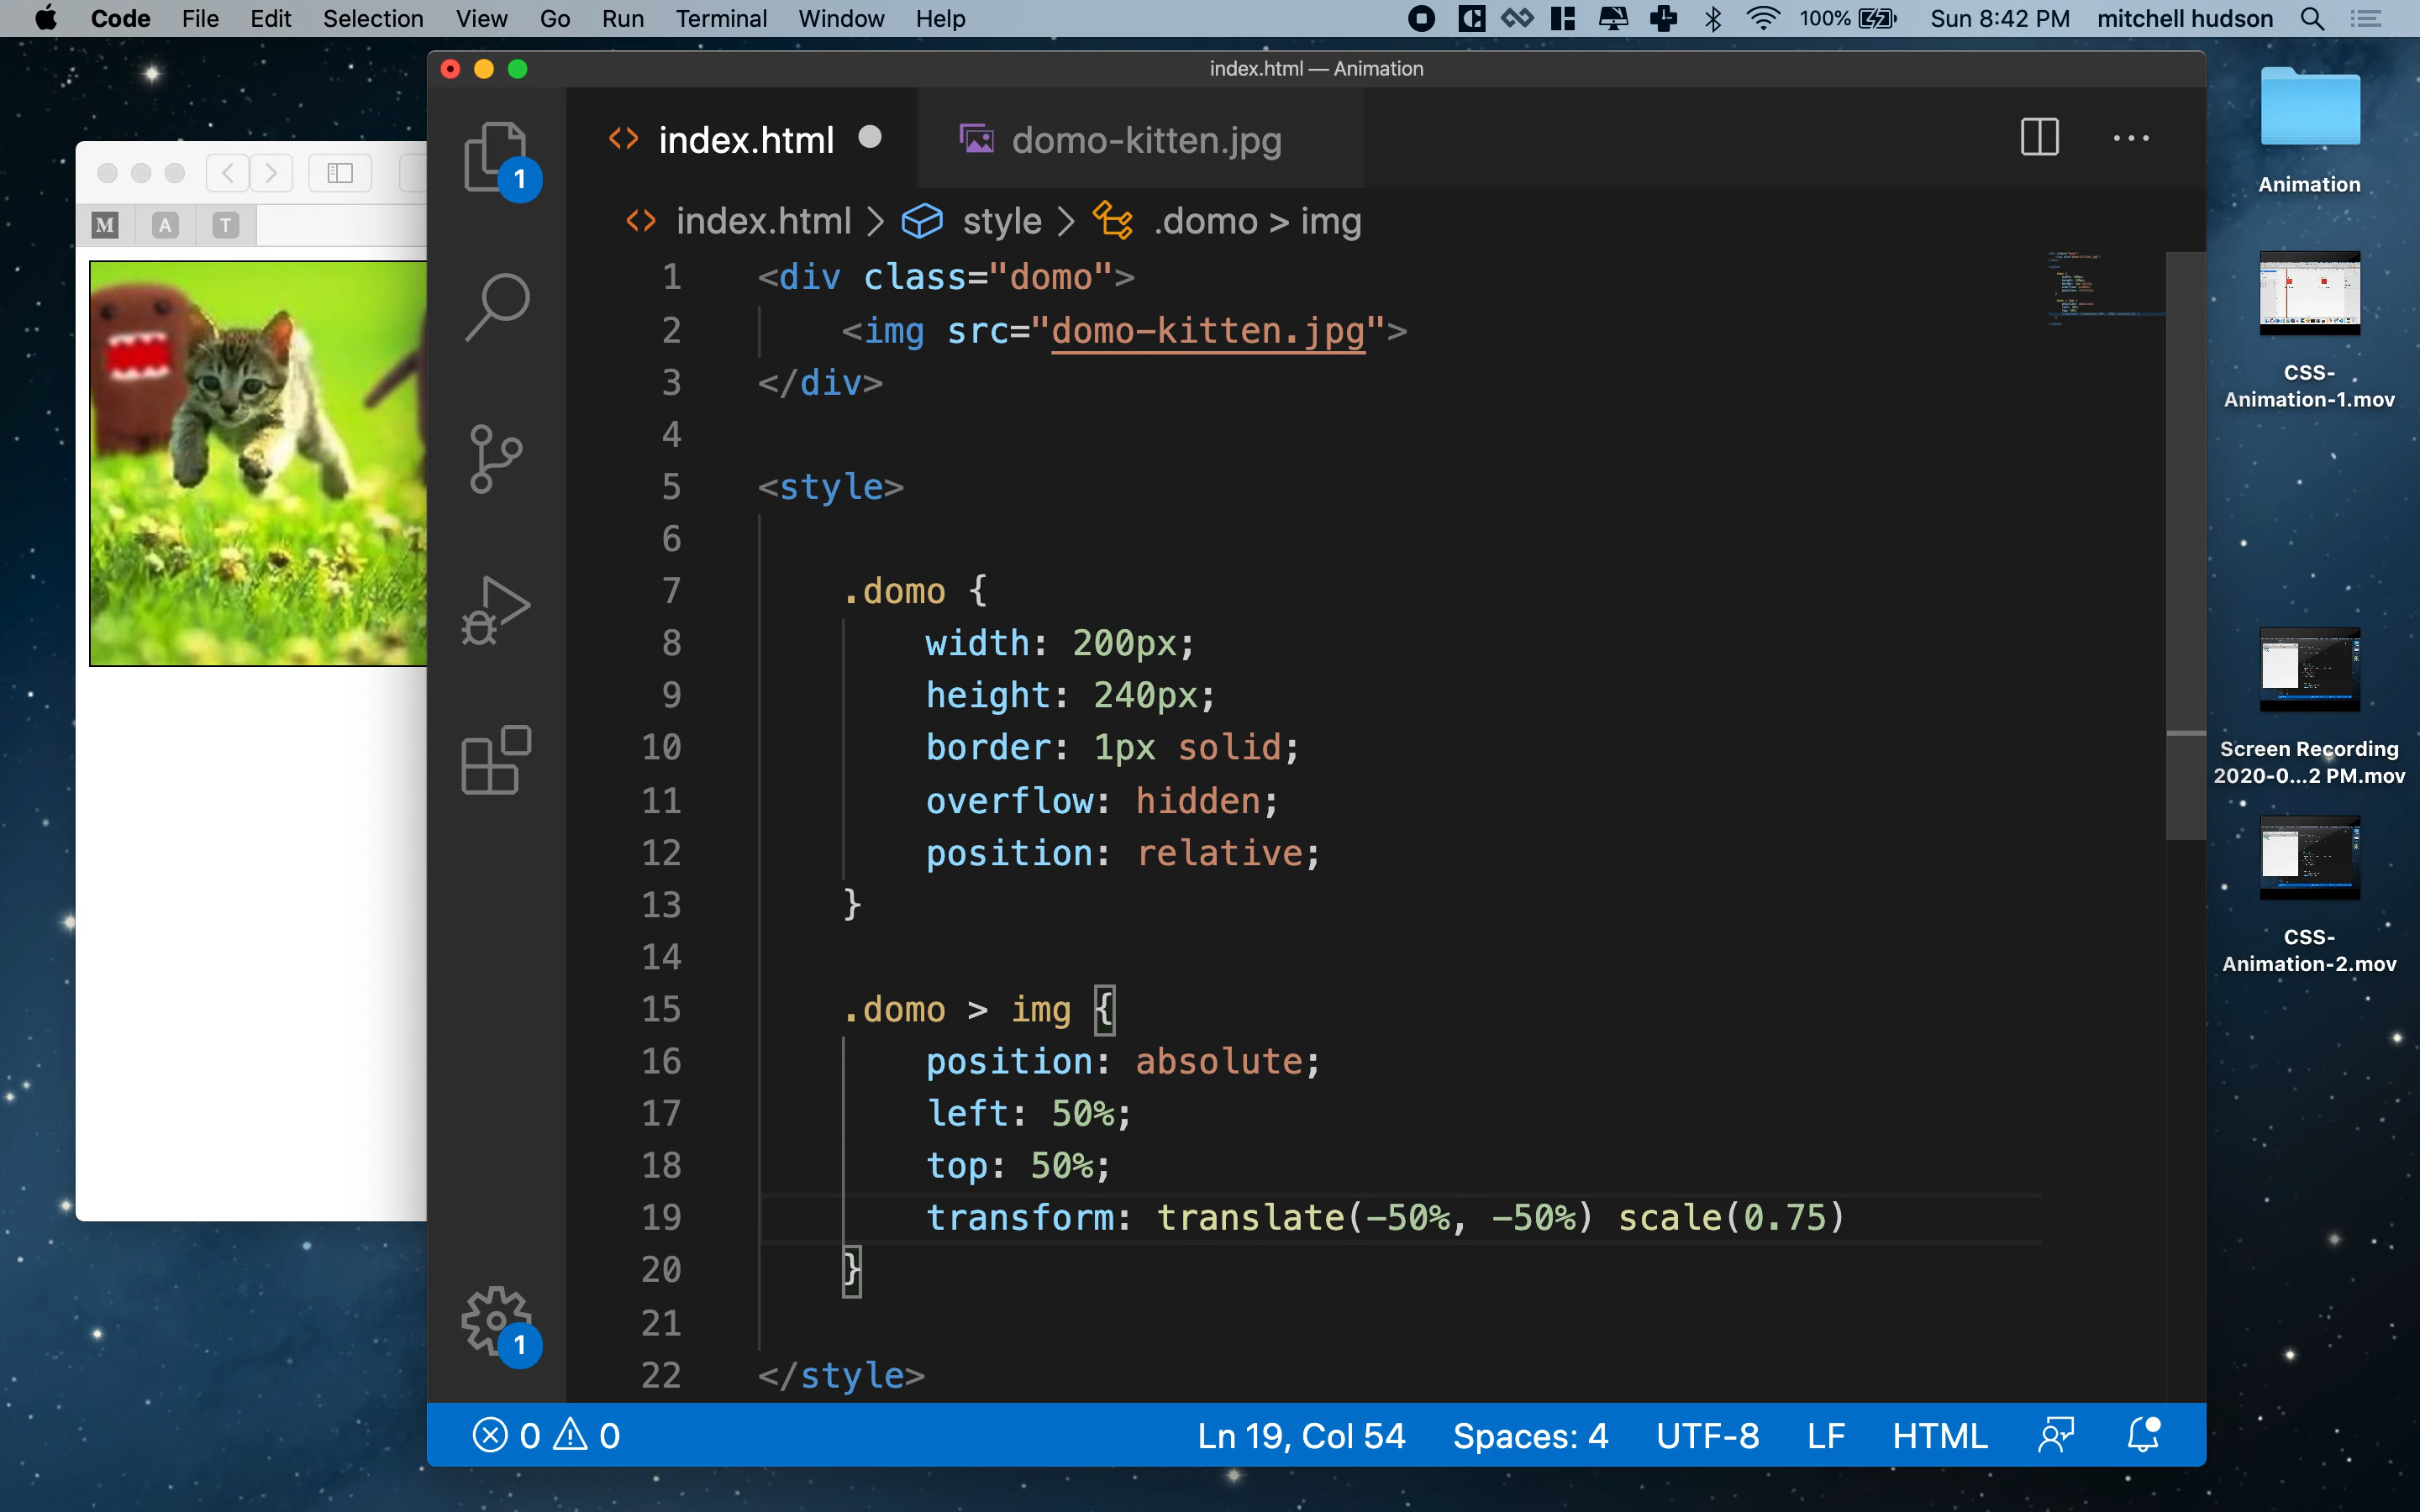 Code File Edit Selection View Go Run Terminal Window Help 100% Sun 8:42 PM mitchell hudson
index.html — Animation
index.html domo-kitten.jpg
M A T
index.html > style > .domo > img
1 <div class="domo">
2 <img src="domo-kitten.jpg">
3 </div>
4
5 <style>
6
7 .domo {
8 width: 200px;
9 height: 240px;
10 border: 1px solid;
11 overflow: hidden;
12 position: relative;
13 }
14
15 .domo > img {
16 position: absolute;
17 left: 50%;
18 top: 50%;
19 transform: translate(-50%, -50%) scale(0.75)
20 }
21
22 </style>
1
1
0 0 Ln 19, Col 54 Spaces: 4 UTF-8 LF HTML
Animation
CSS-
Animation-1.mov
Screen Recording
2020-0...2 PM.mov
CSS-
Animation-2.mov